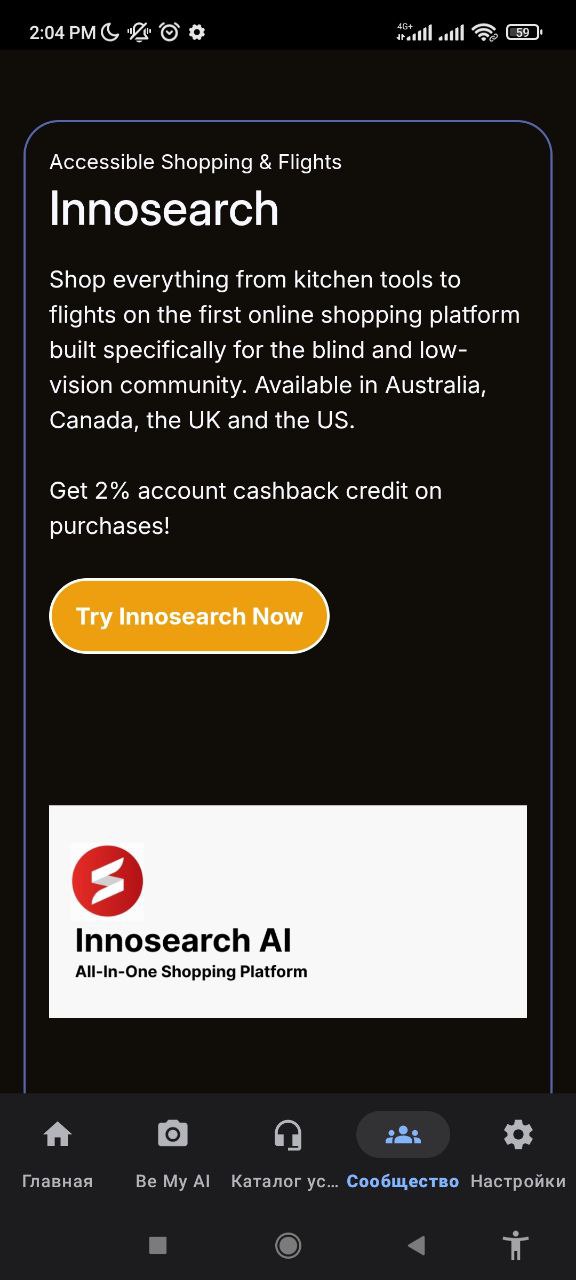 2:04 PM
4G+
59
Accessible Shopping & Flights
Innosearch
Shop everything from kitchen tools to
flights on the first online shopping platform
built specifically for the blind and low-
vision community. Available in Australia,
Canada, the UK and the US.
Get 2% account cashback credit on
purchases!
Try Innosearch Now
Innosearch AI
All-In-One Shopping Platform
Главная
Be My AI
Каталог ус...
Сообщество
Настройки